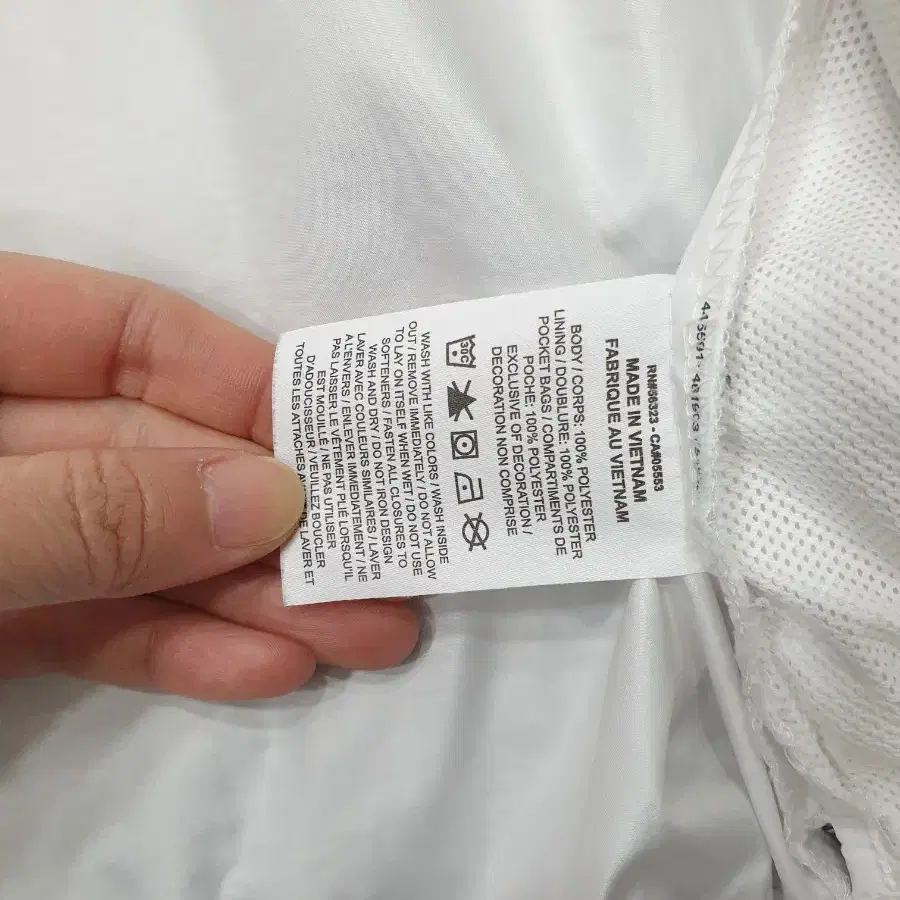 RN#56323 - CA#05553
MADE IN VIETNAM
FABRIQUE AU VIETNAM
BODY / CORPS: 100% POLYESTER
LINING / DOUBLURE: 100% POLYESTER
POCKET BAGS / COMPARTIMENTS DE
POCHE: 100% POLYESTER
EXCLUSIVE OF DECORATION /
DECORATION NON COMPRISE
30C
WASH WITH LIKE COLORS / WASH INSIDE
OUT / REMOVE IMMEDIATELY / DO NOT ALLOW
TO LAY ON ITSELF WHEN WET / DO NOT USE
SOFTENERS / FASTEN ALL CLOSURES TO
WASH AND DRY / DO NOT IRON DESIGN
LAVER AVEC COULEURS SIMILAIRES / LAVER
A L'ENVERS / ENLEVER IMMEDIATEMENT / NE
PAS LAISSER LE VÊTEMENT PLIÉ LORSQU'IL
EST MOUILLÉ / NE PAS UTILISER
D'ADOUCISSEUR / VEUILLEZ BOUCLER
TOUTES LES ATTACHES DE LAVER ET